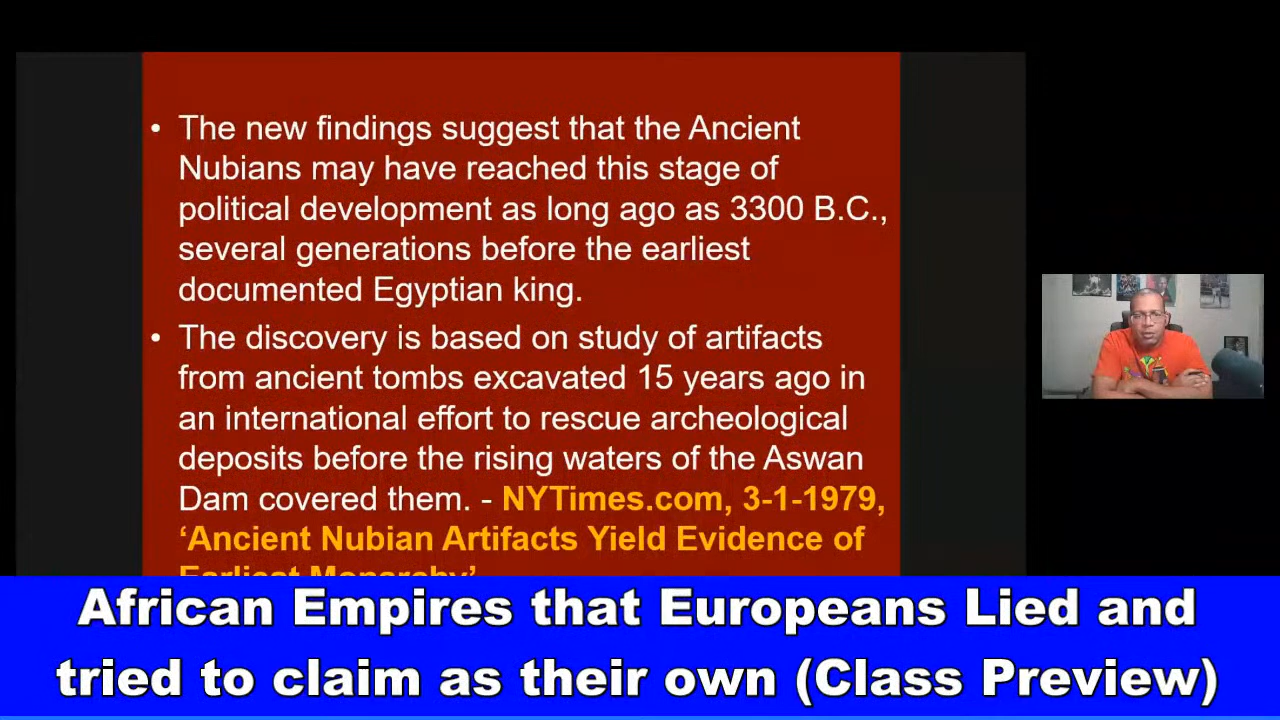 • The new findings suggest that the Ancient
Nubians may have reached this stage of
political development as long ago as 3300 B.C.,
several generations before the earliest
documented Egyptian king.
• The discovery is based on study of artifacts
from ancient tombs excavated 15 years ago in
an international effort to rescue archeological
deposits before the rising waters of the Aswan
Dam covered them. - NYTimes.com, 3-1-1979,
‘Ancient Nubian Artifacts Yield Evidence of
Earliest Monarchy’
African Empires that Europeans Lied and
tried to claim as their own (Class Preview)